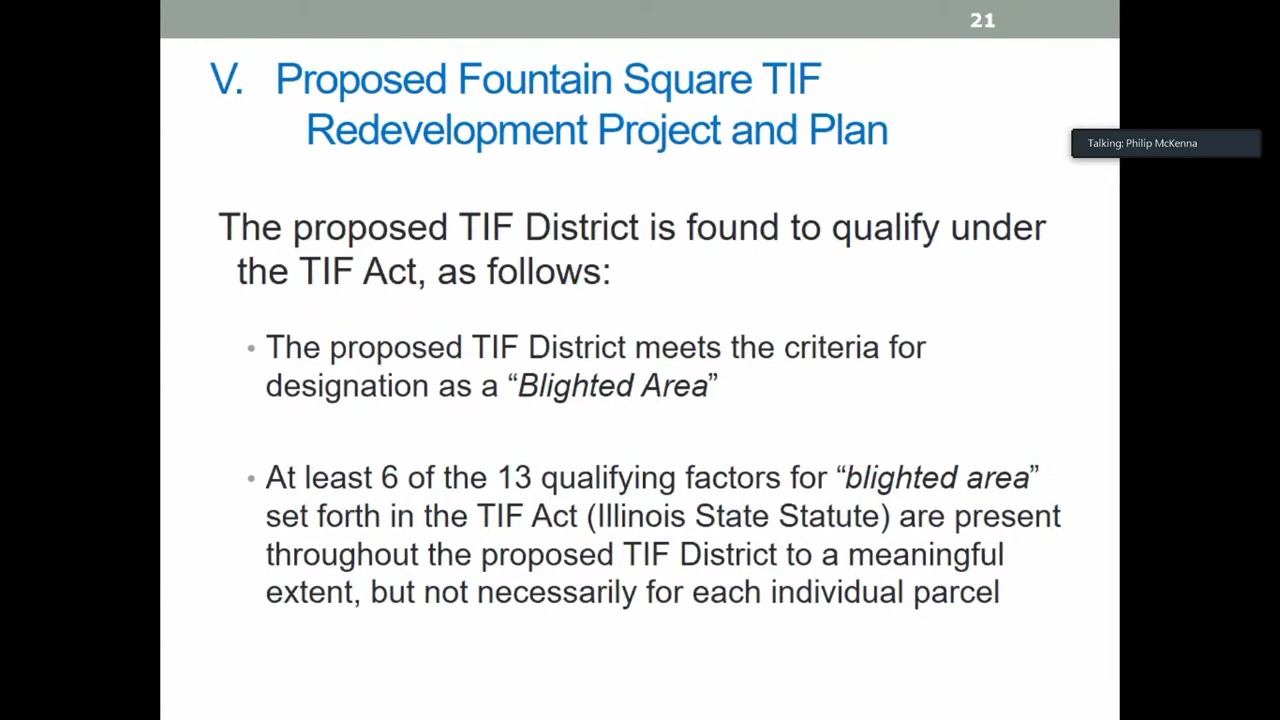 21
V. Proposed Fountain Square TIF
Redevelopment Project and Plan
Talking: Philip McKenna
The proposed TIF District is found to qualify under
the TIF Act, as follows:
• The proposed TIF District meets the criteria for
designation as a “Blighted Area”
• At least 6 of the 13 qualifying factors for “blighted area”
set forth in the TIF Act (Illinois State Statute) are present
throughout the proposed TIF District to a meaningful
extent, but not necessarily for each individual parcel